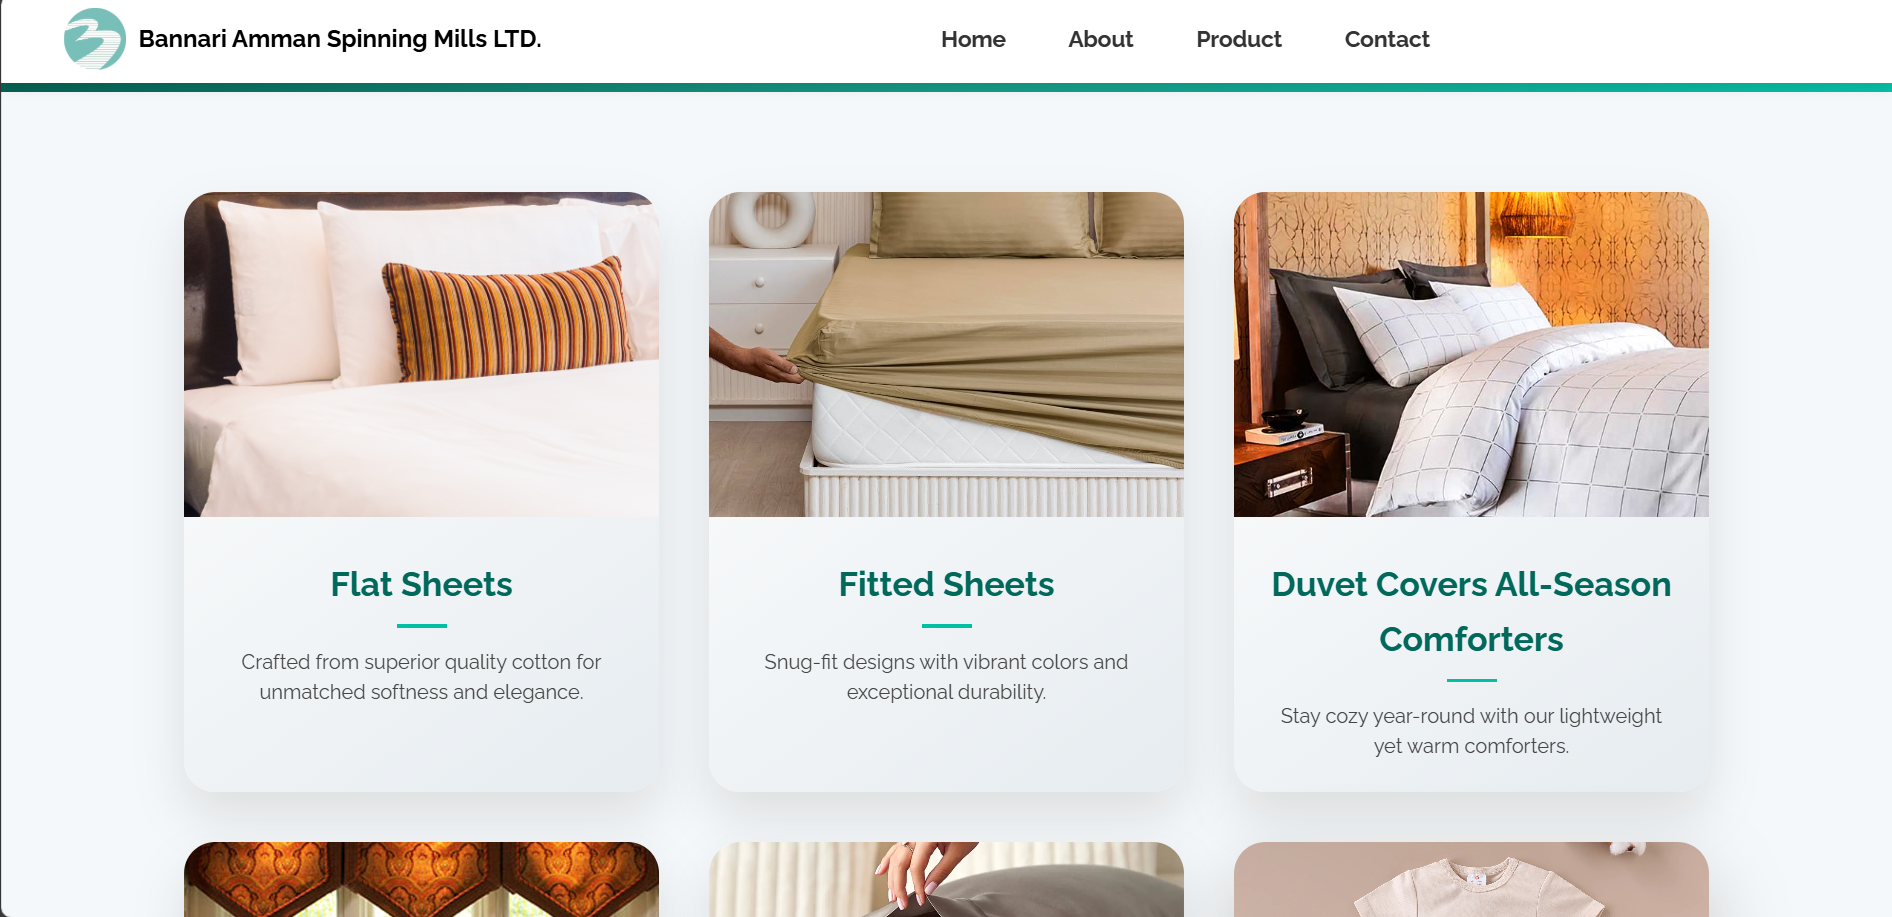 Bannari Amman Spinning Mills LTD.
Home
About
Product
Contact
Flat Sheets
Crafted from superior quality cotton for
unmatched softness and elegance.
Fitted Sheets
Snug-fit designs with vibrant colors and
exceptional durability.
Duvet Covers All-Season
Comforters
Stay cozy year-round with our lightweight
yet warm comforters.